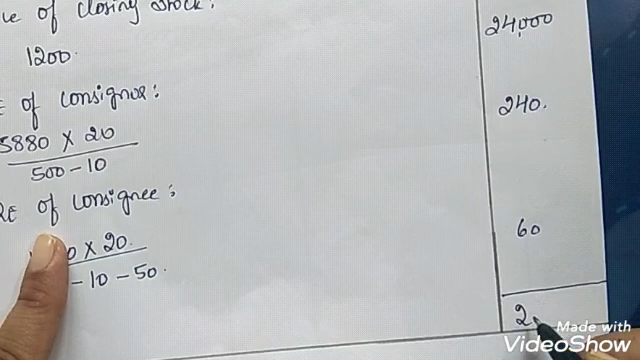 of closing stock:
24,000
1200.
of consignor:
240.
5880 X 20
500-10
of consignee:
60
0 X 20.
- 10 - 50.
2
Made with
VideoShow